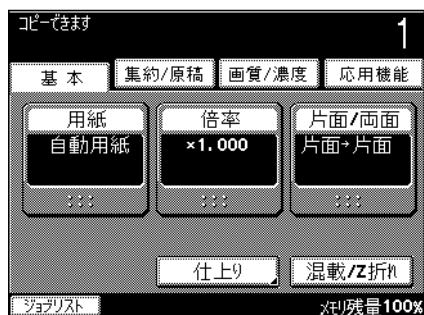 コピーできます
1
基本 集約/原稿 画質/濃度 応用機能
用紙 倍率 片面/両面
自動用紙 ×1.000 片面→片面
仕上り 混載/Z折れ
ジョブリスト ﾒﾓﾘ残量100%